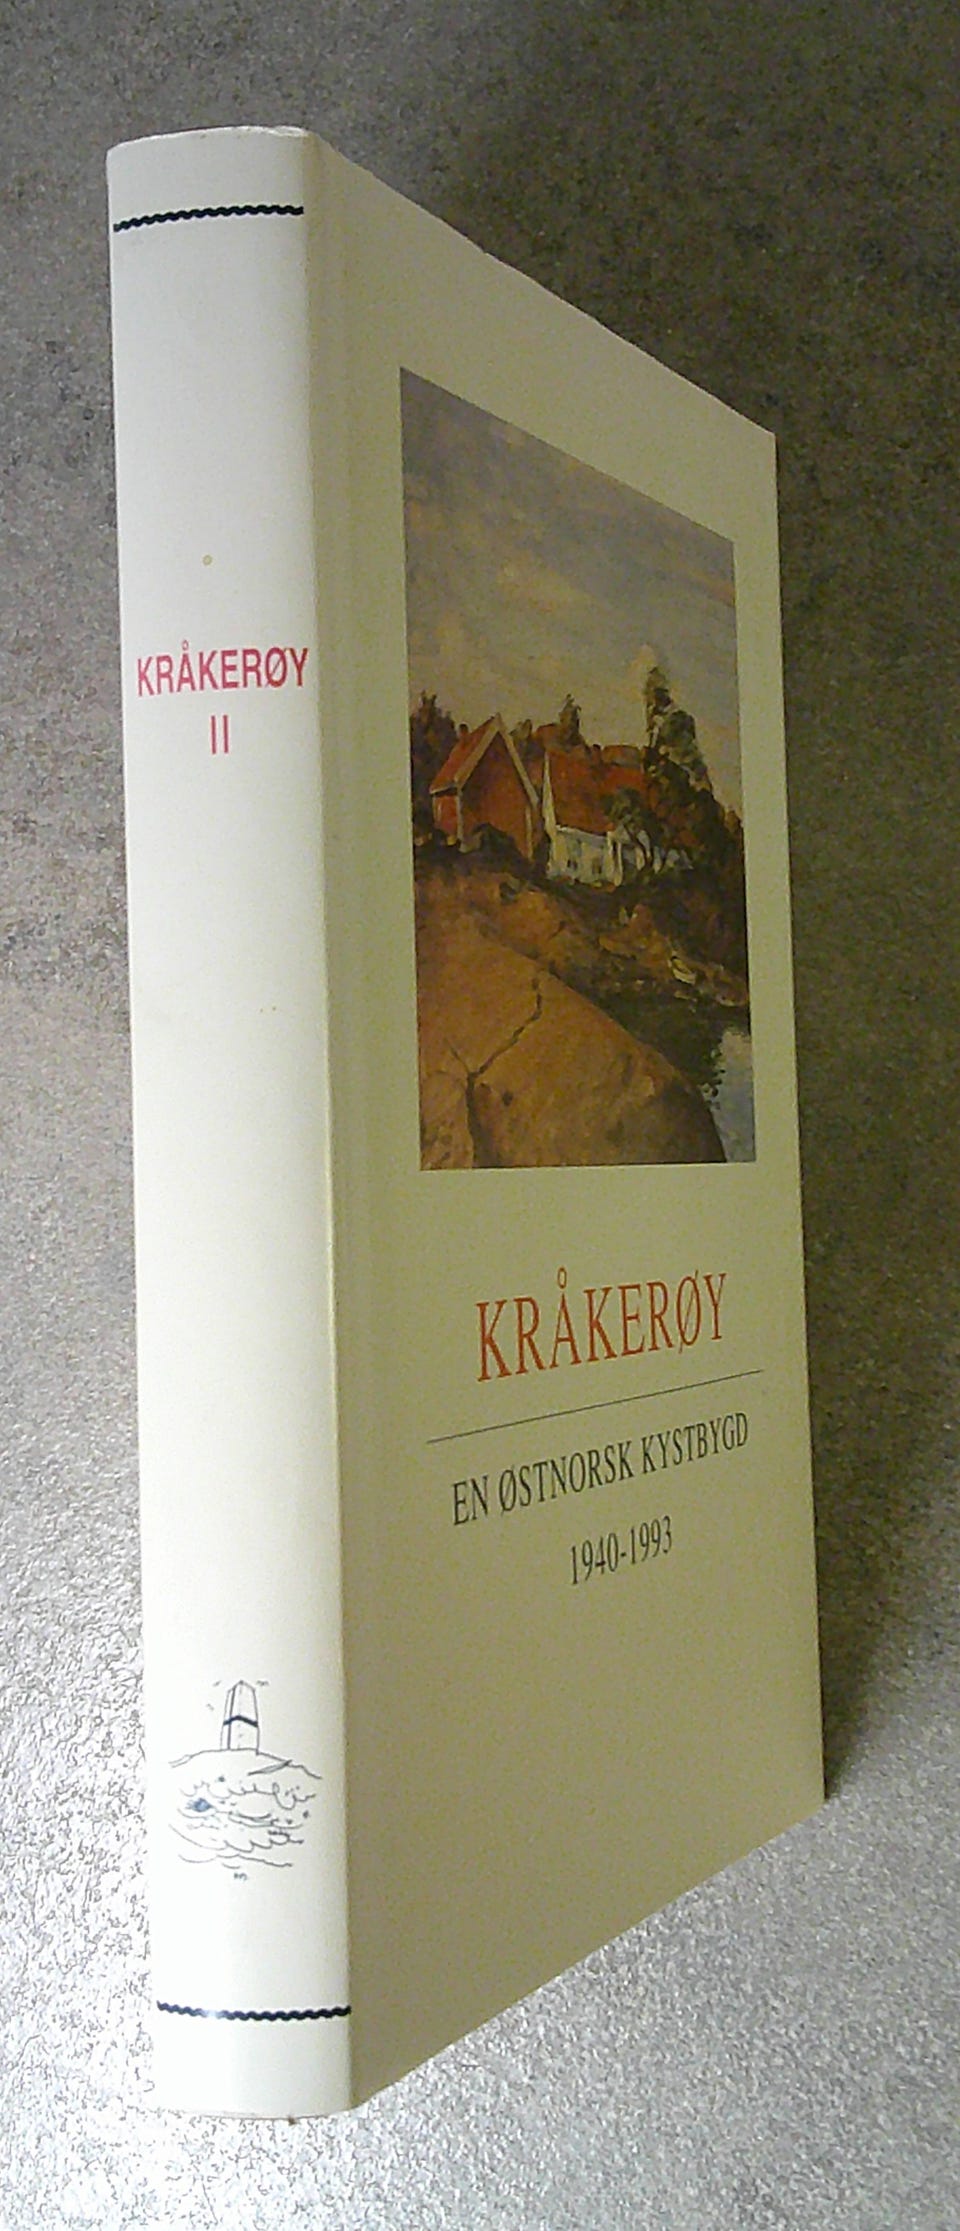 KRÅKERØY
II
KRÅKERØY
EN ØSTNORSK KYSTBYGD
1940-1993